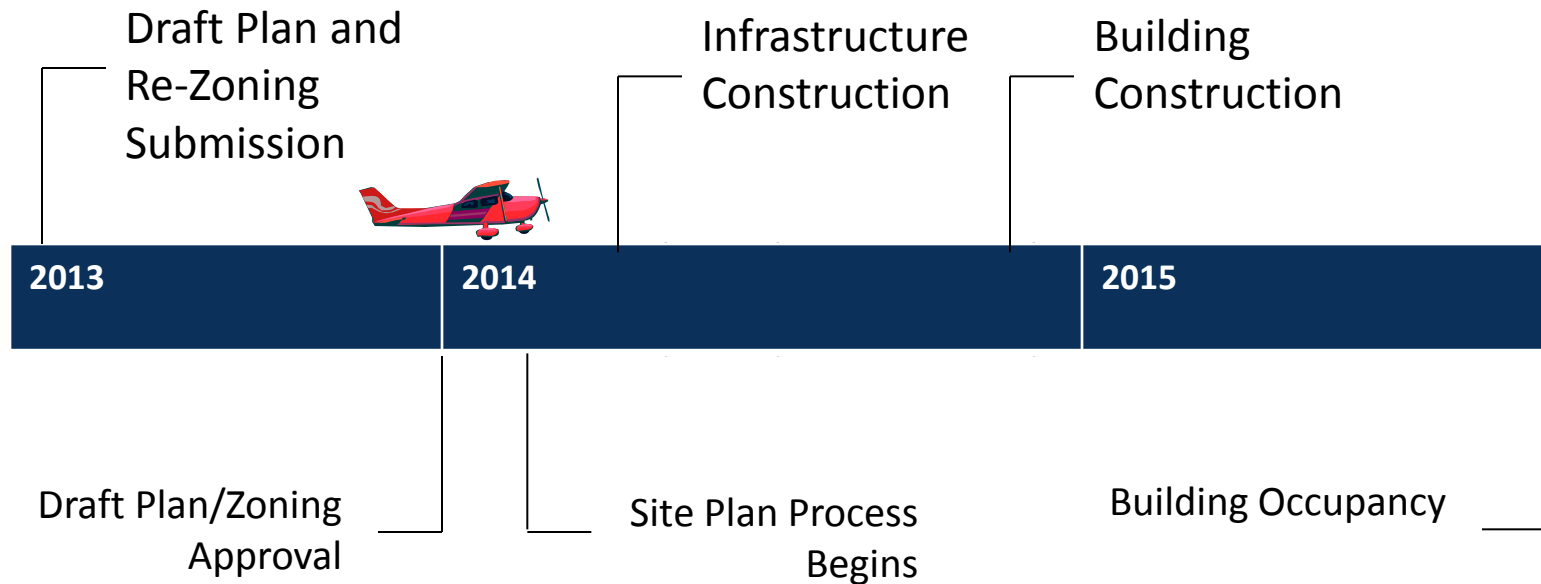 Draft Plan and
Re-Zoning
Submission
Infrastructure
Construction
Building
Construction
2013
2014
2015
Draft Plan/Zoning
Approval
Site Plan Process
Begins
Building Occupancy